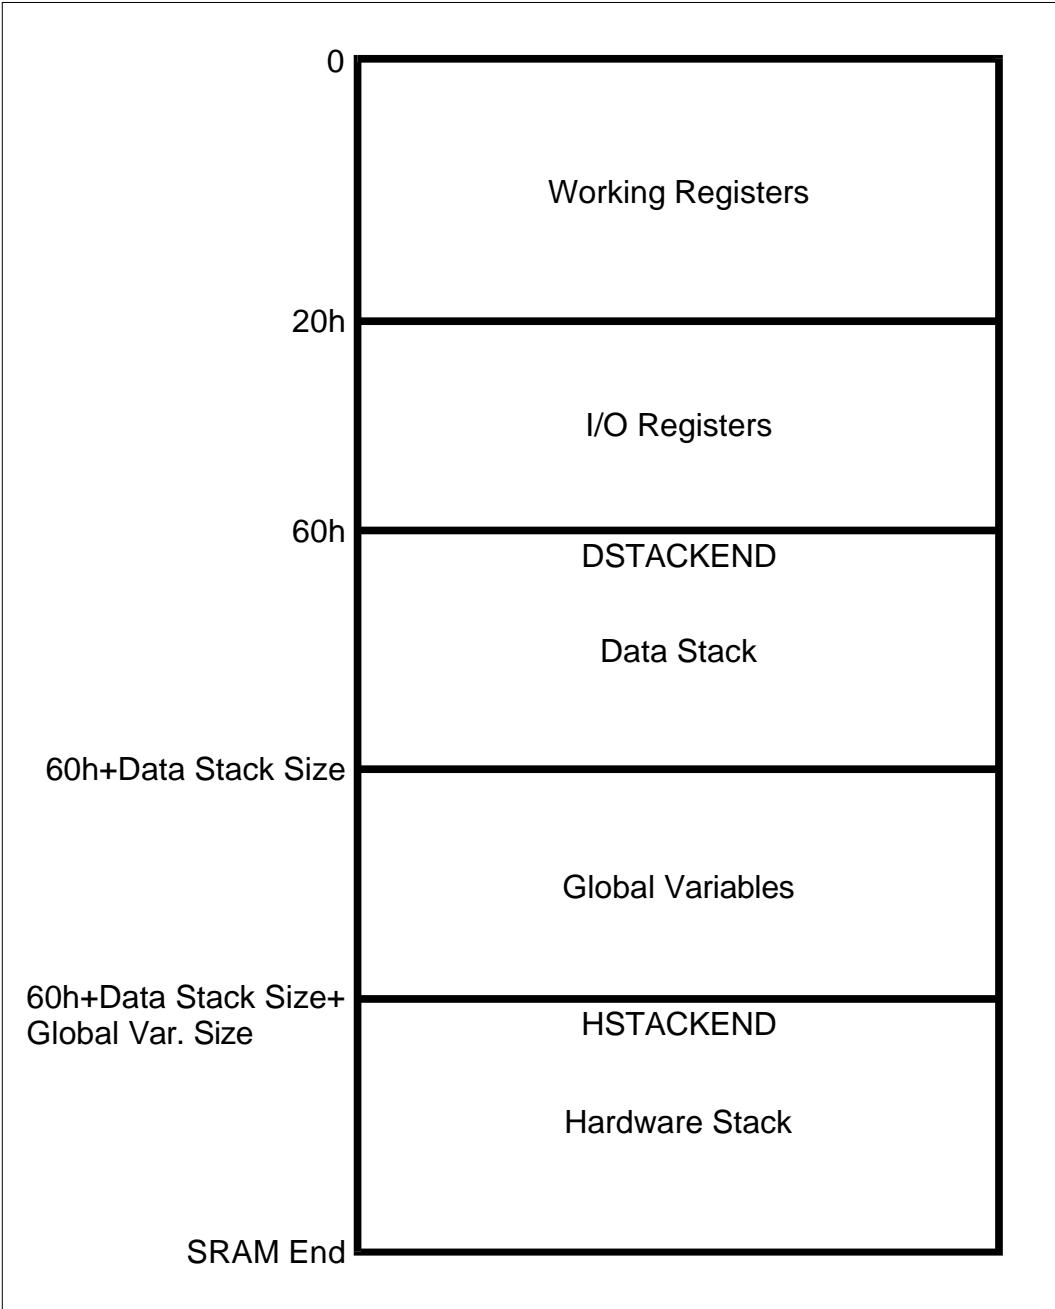 0
Working Registers
20h
I/O Registers
60h
DSTACKEND
Data Stack
60h+Data Stack Size
Global Variables
60h+Data Stack Size+
Global Var. Size
HSTACKEND
Hardware Stack
SRAM End